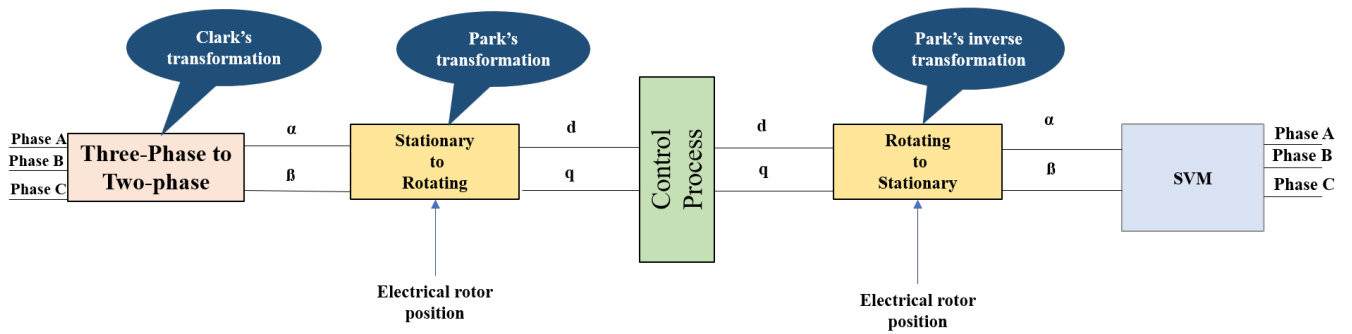 Clark's
transformation
Park's
transformation
Park's inverse
transformation
Phase A
Phase B
Phase C
Three-Phase to
Two-phase
α
ß
Stationary
to
Rotating
d
q
Control
Process
d
q
Rotating
to
Stationary
α
ß
SVM
Phase A
Phase B
Phase C
Electrical rotor
position
Electrical rotor
position